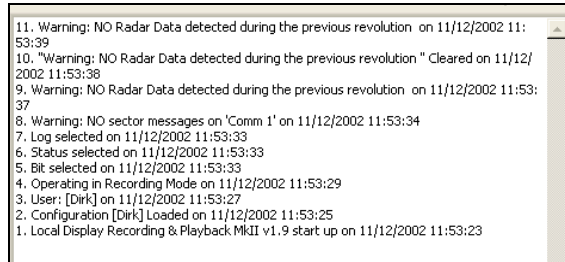 11. Warning: NO Radar Data detected during the previous revolution  on 11/12/2002 11:
53:39
10. "Warning: NO Radar Data detected during the previous revolution " Cleared on 11/12/
2002 11:53:38
9. Warning: NO Radar Data detected during the previous revolution  on 11/12/2002 11:53:
37
8. Warning: NO sector messages on 'Comm 1' on 11/12/2002 11:53:34
7. Log selected on 11/12/2002 11:53:33
6. Status selected on 11/12/2002 11:53:33
5. Bit selected on 11/12/2002 11:53:33
4. Operating in Recording Mode on 11/12/2002 11:53:29
3. User: [Dirk] on 11/12/2002 11:53:27
2. Configuration [Dirk] Loaded on 11/12/2002 11:53:25
1. Local Display Recording & Playback MkII v1.9 start up on 11/12/2002 11:53:23